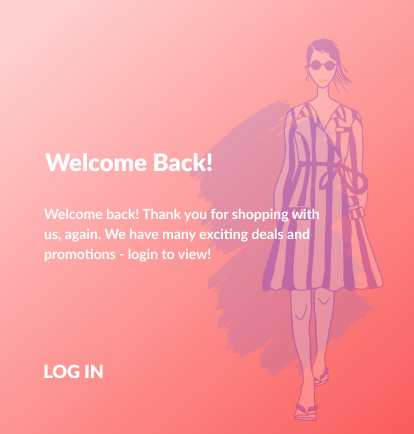 Welcome Back!
Welcome back! Thank you for shopping with
us, again. We have many exciting deals and
promotions - login to view!
LOG IN